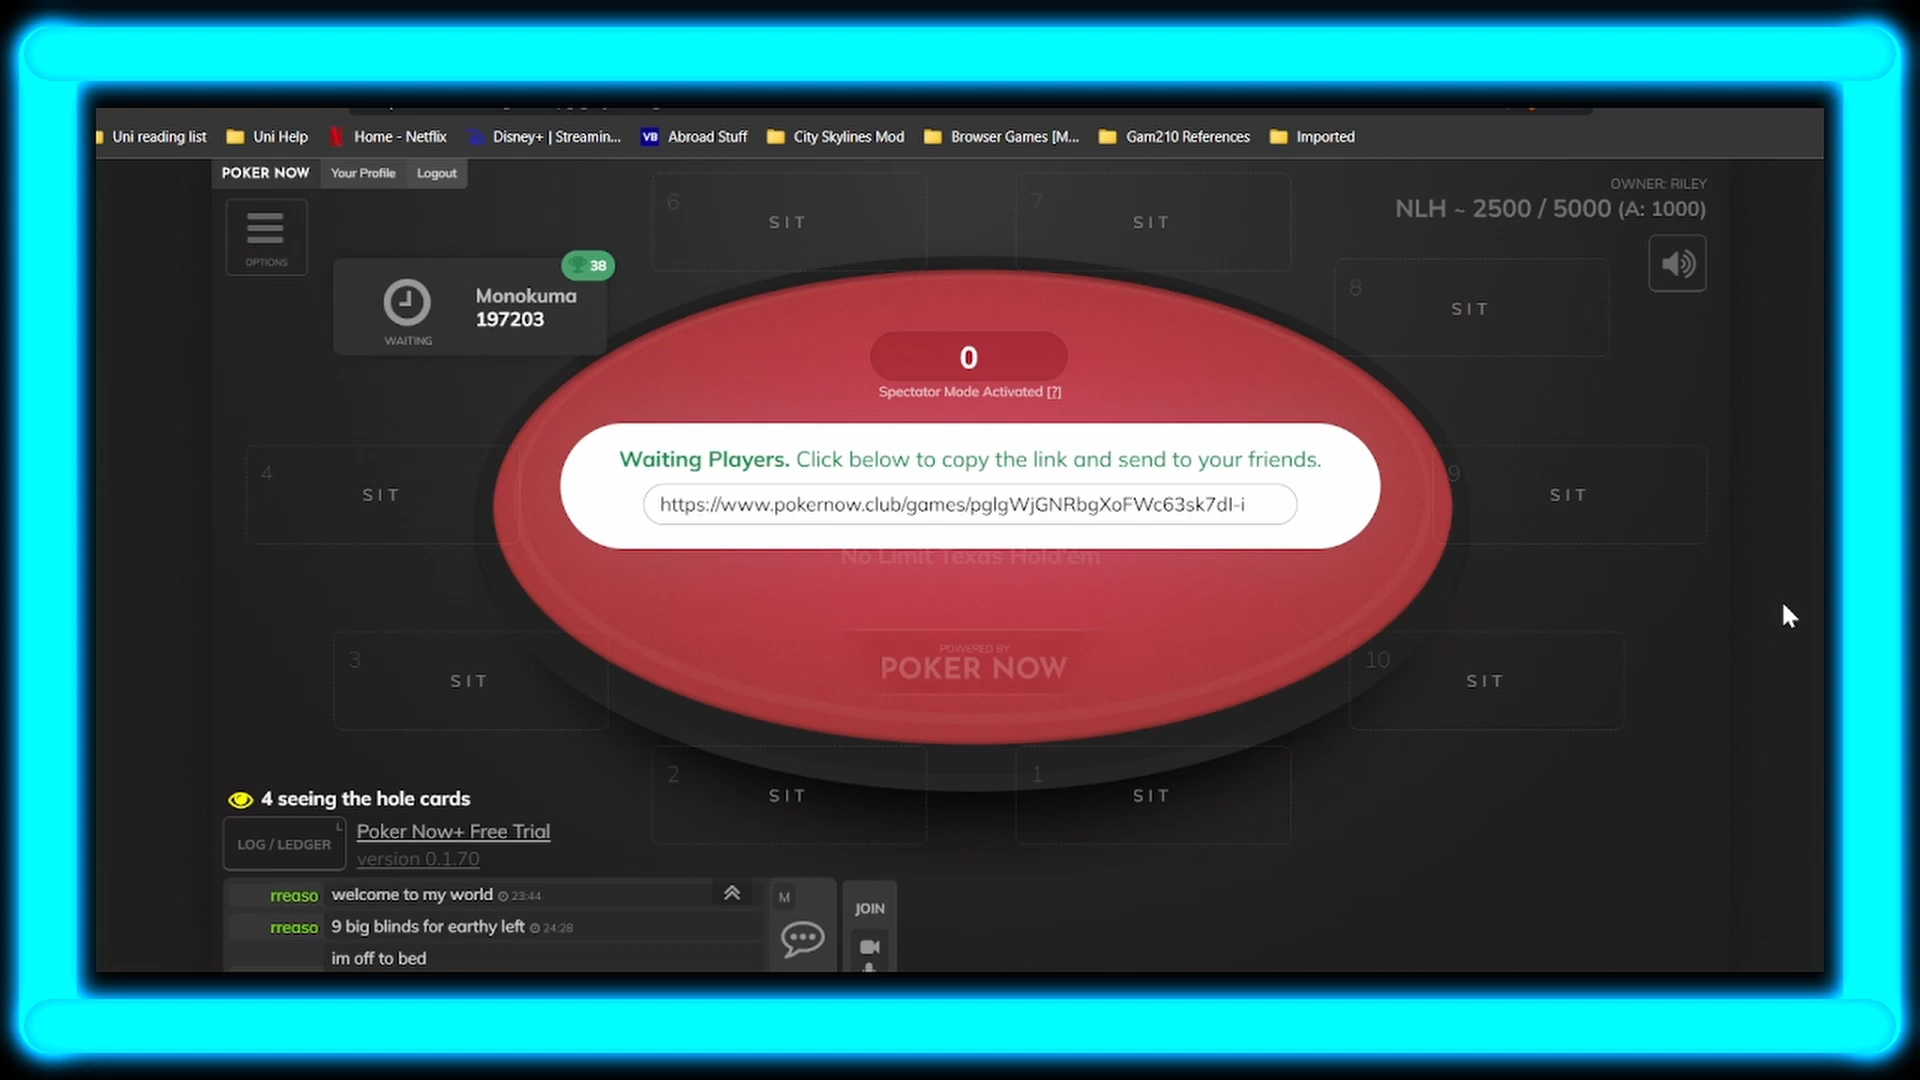 Uni reading list Uni Help Home - Netflix Disney+ | Streamin... VB Abroad Stuff City Skylines Mod Browser Games [M... Gam210 References Imported
POKER NOW Your Profile Logout
OWNER: RILEY
NLH ~ 2500 / 5000 (A: 1000)
OPTIONS
6 SIT
7 SIT
38
Monokuma
197203
WAITING
8 SIT
0
Spectator Mode Activated [?]
Waiting Players. Click below to copy the link and send to your friends.
https://www.pokernow.club/games/pglgWjGNRbgXoFWc63sk7dI-i
4 SIT
9 SIT
No Limit Texas Hold'em
POWERED BY
POKER NOW
3 SIT
10 SIT
2 SIT
1 SIT
4 seeing the hole cards
LOG / LEDGER L
Poker Now+ Free Trial
version 0.1.70
rreaso welcome to my world 23:44
rreaso 9 big blinds for earthy left 24:28
im off to bed
M
JOIN